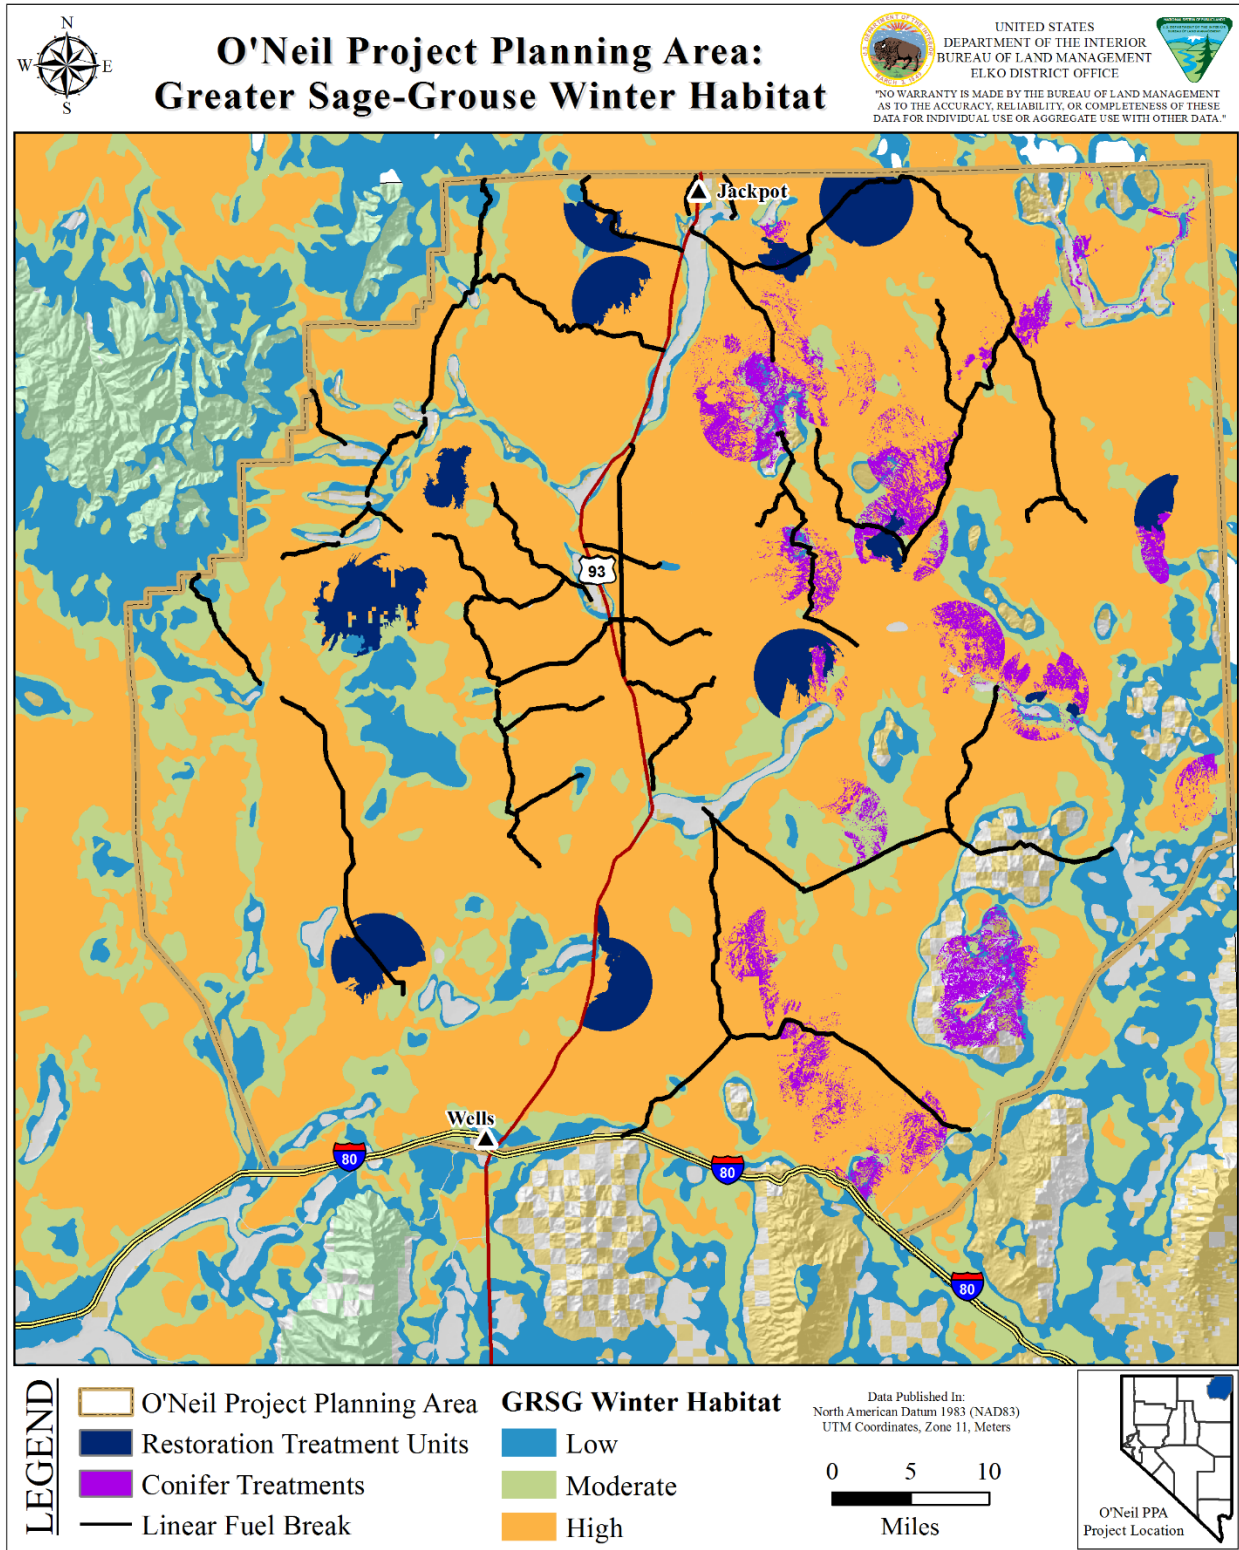 N
W
E
S
O'Neil Project Planning Area:
Greater Sage-Grouse Winter Habitat
UNITED STATES
DEPARTMENT OF THE INTERIOR
BUREAU OF LAND MANAGEMENT
ELKO DISTRICT OFFICE
"NO WARRANTY IS MADE BY THE BUREAU OF LAND MANAGEMENT
AS TO THE ACCURACY, RELIABILITY, OR COMPLETENESS OF THESE
DATA FOR INDIVIDUAL USE OR AGGREGATE USE WITH OTHER DATA."
Jackpot
93
Wells
80
80
80
LEGEND
O'Neil Project Planning Area
Restoration Treatment Units
Conifer Treatments
Linear Fuel Break
GRSG Winter Habitat
Low
Moderate
High
Data Published In:
North American Datum 1983 (NAD83)
UTM Coordinates, Zone 11, Meters
0 5 10
Miles
O'Neil PPA
Project Location